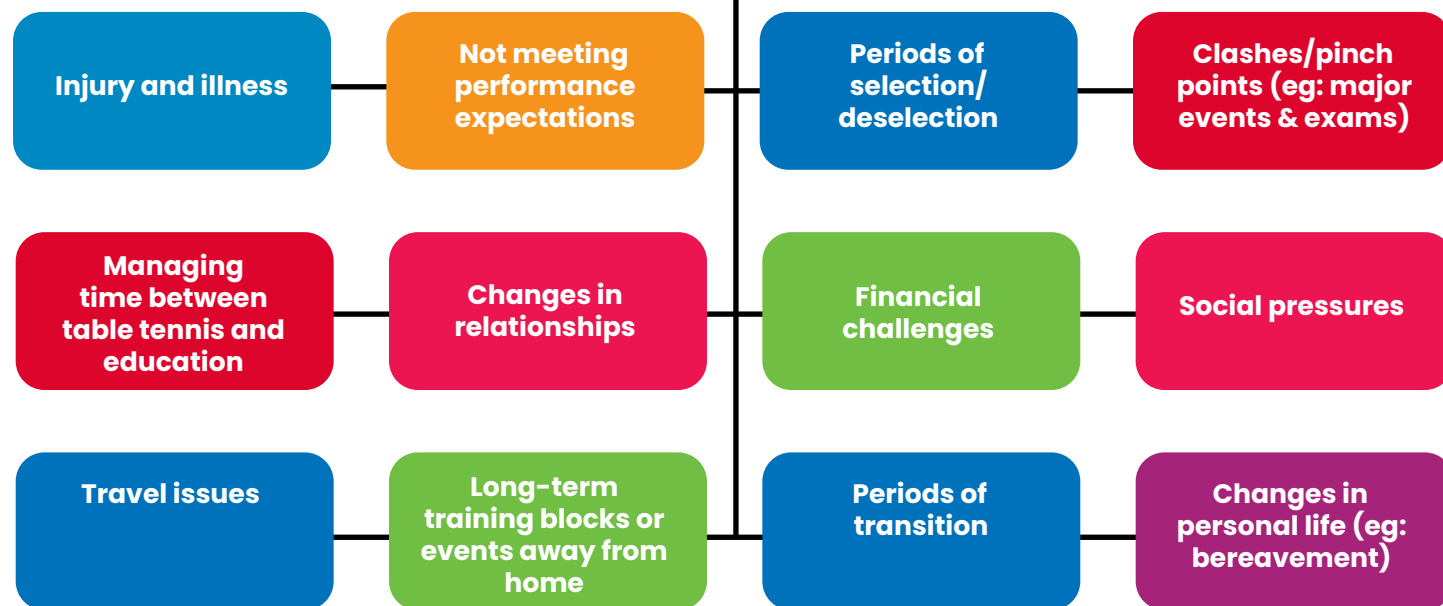 Injury and illness
Not meeting
performance
expectations
Periods of
selection/
deselection
Clashes/pinch
points (eg: major
events & exams)
Managing
time between
table tennis and
education
Changes in
relationships
Financial
challenges
Social pressures
Travel issues
Long-term
training blocks or
events away from
home
Periods of
transition
Changes in
personal life (eg:
bereavement)